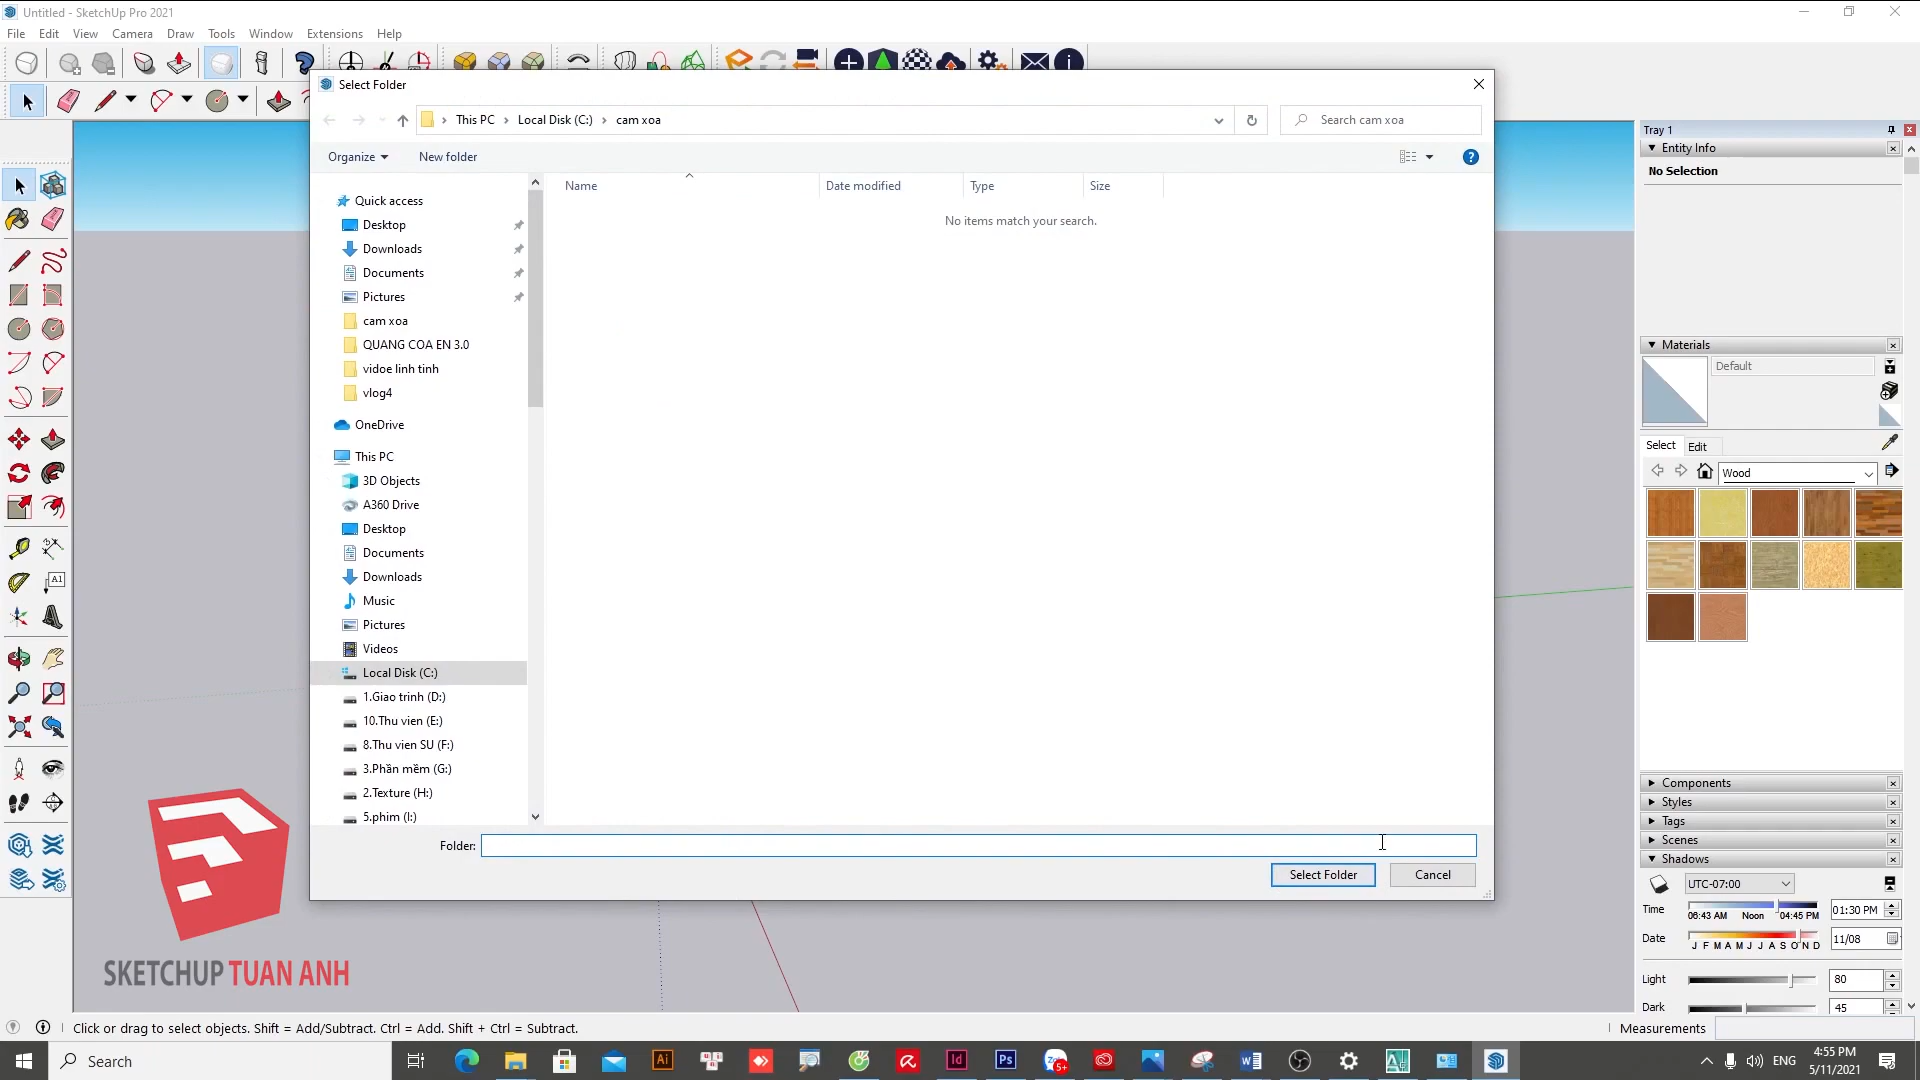 Untitled - SketchUp Pro 2021
File Edit View Camera Draw Tools Window Extensions Help
Select Folder
This PC Local Disk (C:) cam xoa
Search cam xoa
Organize New folder
Name Date modified Type Size
No items match your search.
Quick access
Desktop
Downloads
Documents
Pictures
cam xoa
QUANG COA EN 3.0
vidoe linh tinh
vlog4
OneDrive
This PC
3D Objects
A360 Drive
Desktop
Documents
Downloads
Music
Pictures
Videos
Local Disk (C:)
1.Giao trinh (D:)
10.Thu vien (E:)
8.Thu vien SU (F:)
3.Phần mềm (G:)
2.Texture (H:)
5.phim (I:)
Folder:
Select Folder Cancel
Tray 1
Entity Info
No Selection
Materials
Default
Select Edit
Wood
Components
Styles
Tags
Scenes
Shadows
UTC-07:00
Time 06:43 AM Noon 04:45 PM 01:30 PM
Date J F M A M J J A S O N D 11/08
Light 80
Dark 45
A1
SKETCHUP TUAN ANH
Click or drag to select objects. Shift = Add/Subtract. Ctrl = Add. Shift + Ctrl = Subtract.
Measurements
Search
Ai
Id
Ps
Zalo
5+
W
ENG
4:55 PM
5/11/2021